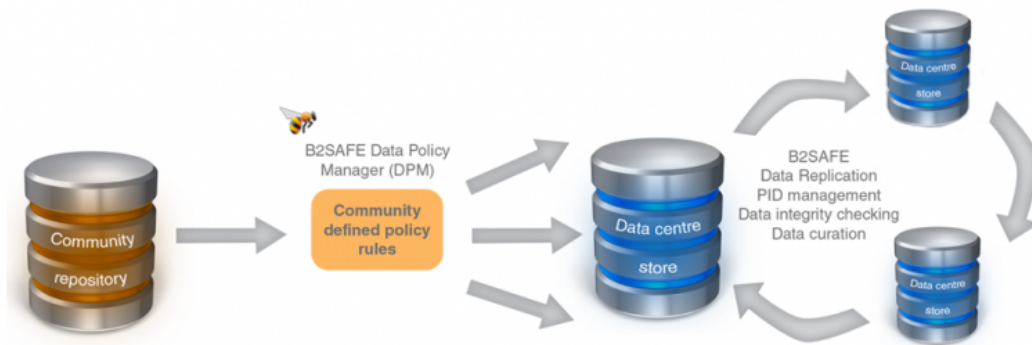 Community
repository
B2SAFE Data Policy
Manager (DPM)
Community
defined policy
rules
Data centre
store
B2SAFE
Data Replication
PID management
Data integrity checking
Data curation
Data centre
store
Data centre
store